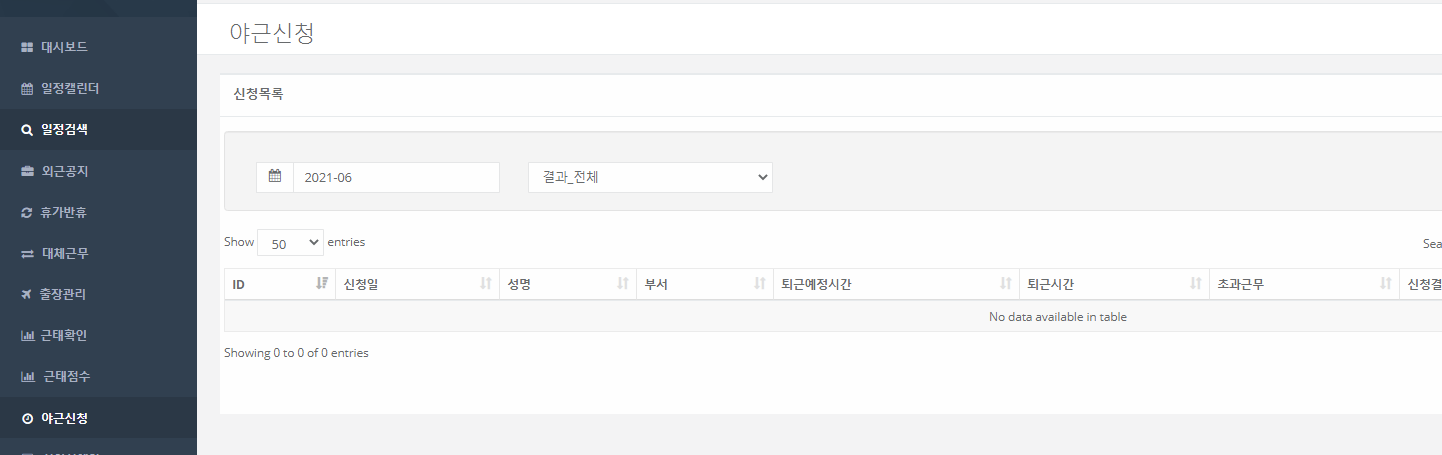 야근신청
대시보드
일정캘린더
일정검색
외근공지
휴가반휴
대체근무
출장관리
근태확인
근태점수
야근신청
신청목록
2021-06 결과_전체
Show 50 entries
ID 신청일 성명 부서 퇴근예정시간 퇴근시간 초과근무
No data available in table
Showing 0 to 0 of 0 entries